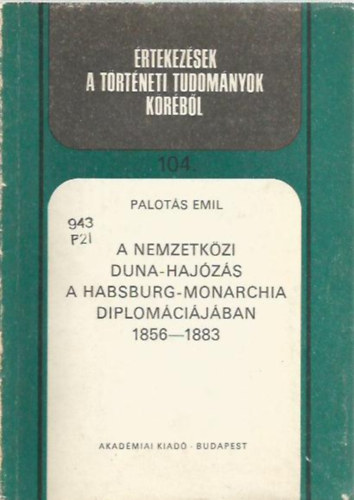 ÉRTEKEZÉSEK
A TÖRTÉNETI TUDOMÁNYOK
KÖRÉBŐL
104.
PALOTÁS EMIL
943
P21
A NEMZETKÖZI
DUNA-HAJÓZÁS
A HABSBURG-MONARCHIA
DIPLOMÁCIÁJÁBAN
1856—1883
AKADÉMIAI KIADÓ · BUDAPEST